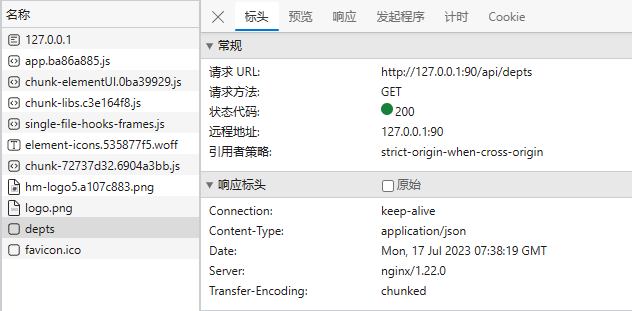 名称
127.0.0.1
app.ba86a885.js
chunk-elementUI.0ba39929.js
chunk-libs.c3e164f8.js
single-file-hooks-frames.js
element-icons.535877f5.woff
chunk-72737d32.6904a3bb.js
hm-logo5.a107c883.png
logo.png
depts
favicon.ico
标头 预览 响应 发起程序 计时 Cookie
常规
请求 URL: http://127.0.0.1:90/api/depts
请求方法: GET
状态代码: 200
远程地址: 127.0.0.1:90
引用者策略: strict-origin-when-cross-origin
响应标头 原始
Connection: keep-alive
Content-Type: application/json
Date: Mon, 17 Jul 2023 07:38:19 GMT
Server: nginx/1.22.0
Transfer-Encoding: chunked